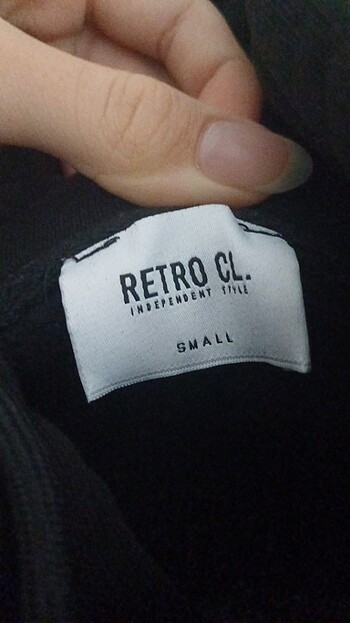 RETRO CL.
INDEPENDENT STYLE
SMALL